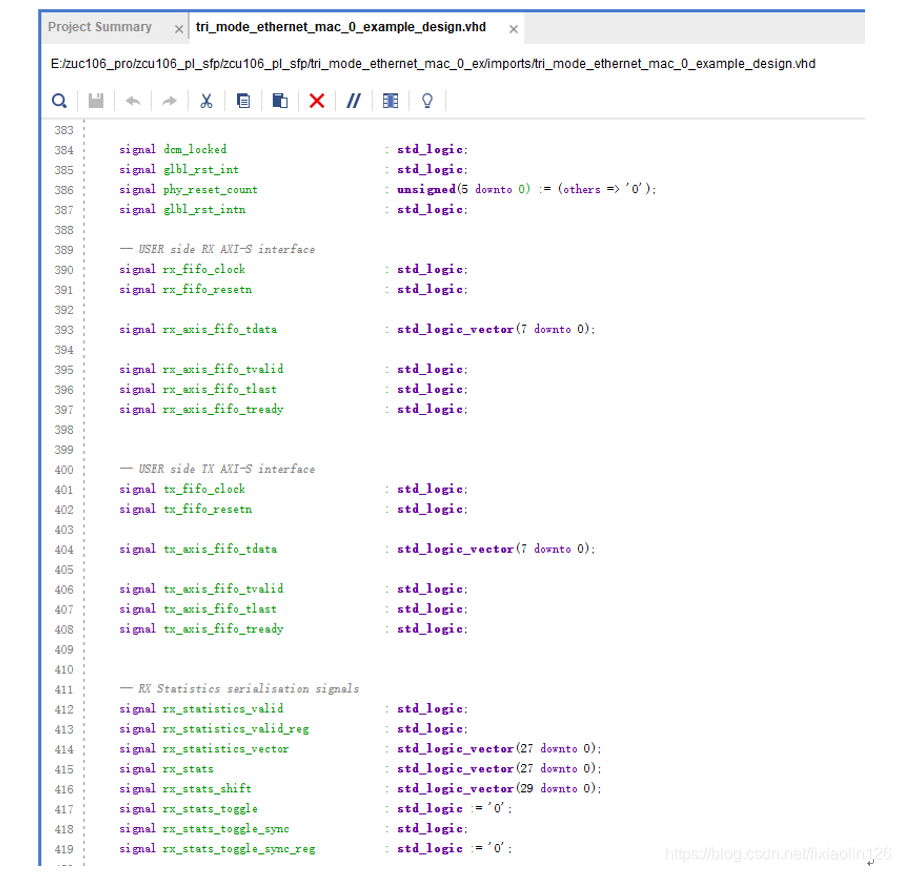 Project Summary × tri_mode_ethernet_mac_0_example_design.vhd ×
E:/zuc106_pro/zcu106_pl_sfp/zcu106_pl_sfp/tri_mode_ethernet_mac_0_ex/imports/tri_mode_ethernet_mac_0_example_design.vhd
383
384 signal dcm_locked : std_logic;
385 signal glbl_rst_int : std_logic;
386 signal phy_reset_count : unsigned(5 downto 0) := (others => '0');
387 signal glbl_rst_intn : std_logic;
388
389 -- USER side RX AXI-S interface
390 signal rx_fifo_clock : std_logic;
391 signal rx_fifo_resetn : std_logic;
392
393 signal rx_axis_fifo_tdata : std_logic_vector(7 downto 0);
394
395 signal rx_axis_fifo_tvalid : std_logic;
396 signal rx_axis_fifo_tlast : std_logic;
397 signal rx_axis_fifo_tready : std_logic;
398
399
400 -- USER side TX AXI-S interface
401 signal tx_fifo_clock : std_logic;
402 signal tx_fifo_resetn : std_logic;
403
404 signal tx_axis_fifo_tdata : std_logic_vector(7 downto 0);
405
406 signal tx_axis_fifo_tvalid : std_logic;
407 signal tx_axis_fifo_tlast : std_logic;
408 signal tx_axis_fifo_tready : std_logic;
409
410
411 -- RX Statistics serialisation signals
412 signal rx_statistics_valid : std_logic;
413 signal rx_statistics_valid_reg : std_logic;
414 signal rx_statistics_vector : std_logic_vector(27 downto 0);
415 signal rx_stats : std_logic_vector(27 downto 0);
416 signal rx_stats_shift : std_logic_vector(29 downto 0);
417 signal rx_stats_toggle : std_logic := '0';
418 signal rx_stats_toggle_sync : std_logic;
419 signal rx_stats_toggle_sync_reg : std_logic := '0';
https://blog.csdn.net/lixiaolin126